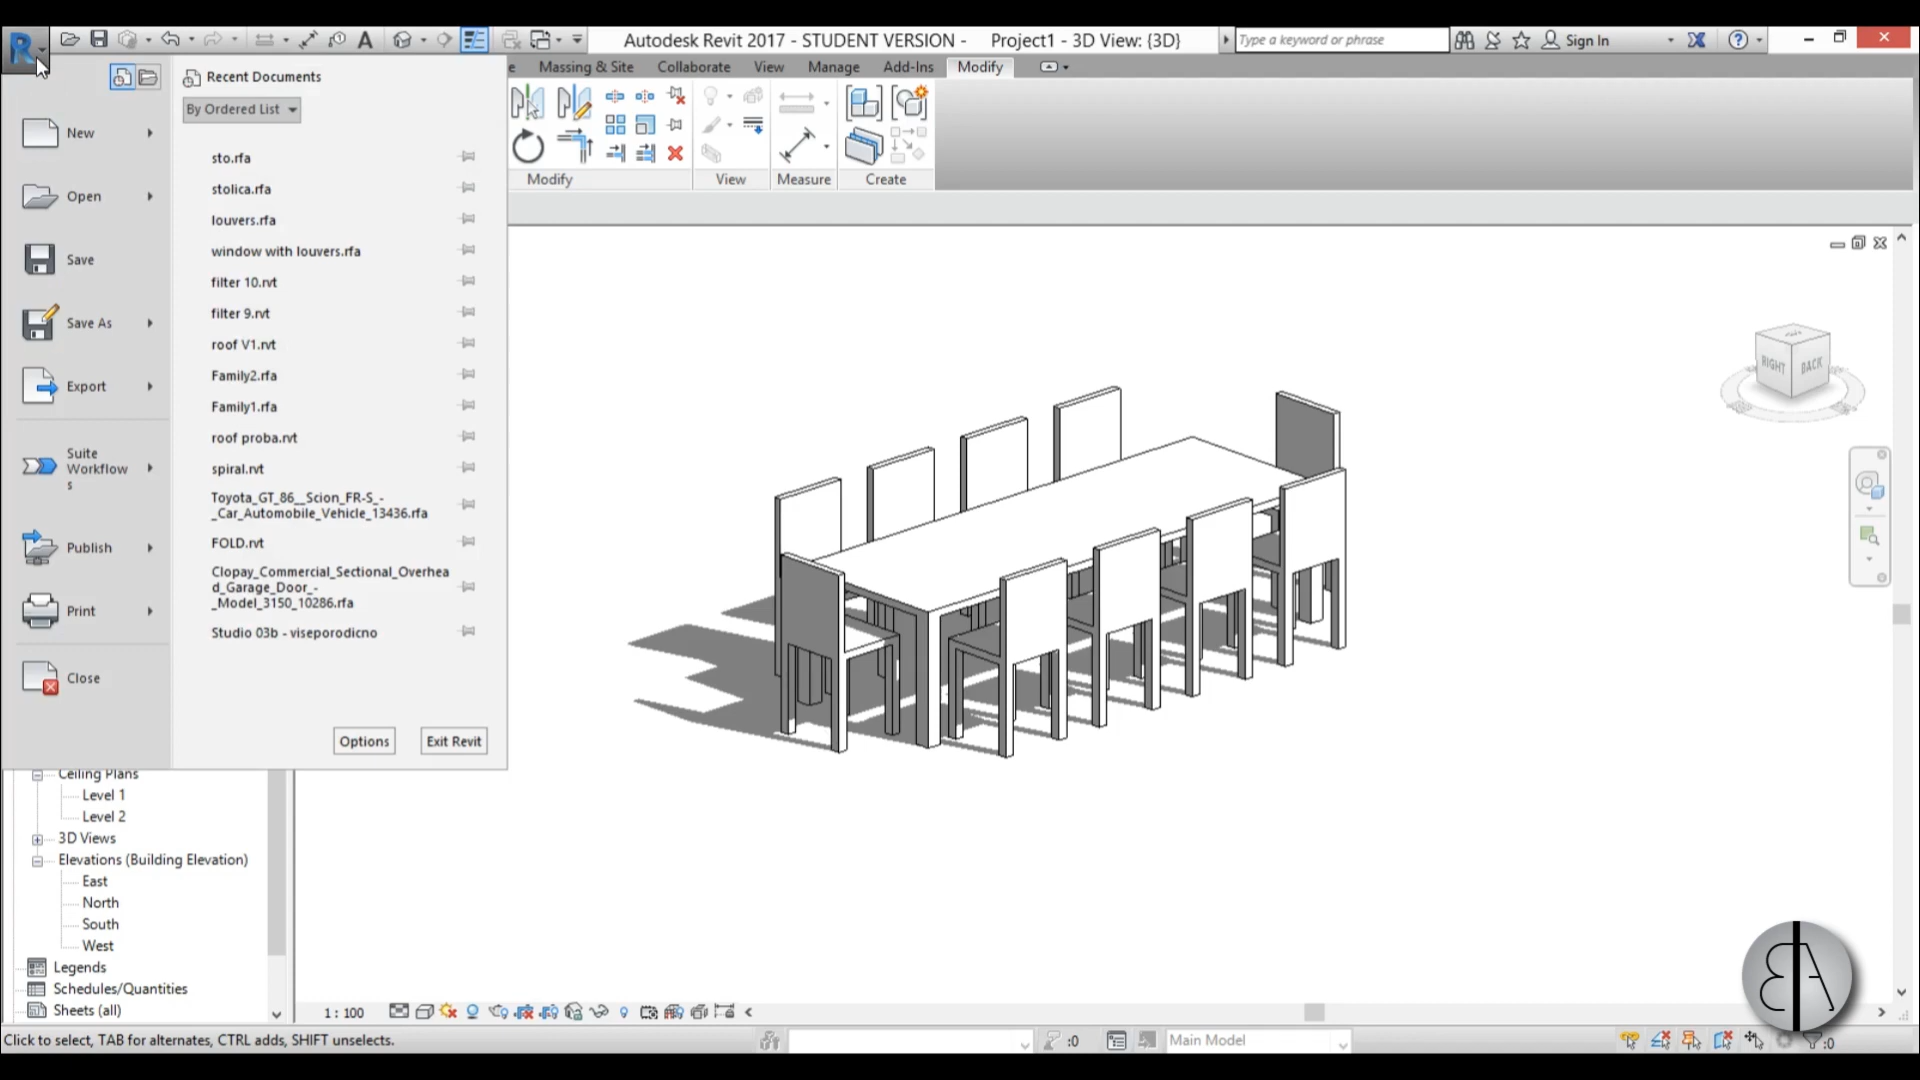 Autodesk Revit 2017 - STUDENT VERSION - Project1 - 3D View: {3D}
Type a keyword or phrase
Sign In
Massing & Site
Collaborate
View
Manage
Add-Ins
Modify
Modify
View
Measure
Create
Recent Documents
By Ordered List
New
Open
Save
Save As
Export
Suite
Workflow
s
Publish
Print
Close
sto.rfa
stolica.rfa
louvers.rfa
window with louvers.rfa
filter 10.rvt
filter 9.rvt
roof V1.rvt
Family2.rfa
Family1.rfa
roof proba.rvt
spiral.rvt
Toyota_GT_86__Scion_FR-S_-
_Car_Automobile_Vehicle_13436.rfa
FOLD.rvt
Clopay_Commercial_Sectional_Overhea
d_Garage_Door_-
_Model_3150_10286.rfa
Studio 03b - viseporodicno
Options
Exit Revit
RIGHT
BACK
Ceiling Plans
Level 1
Level 2
3D Views
Elevations (Building Elevation)
East
North
South
West
Legends
Schedules/Quantities
Sheets (all)
1 : 100
Click to select, TAB for alternates, CTRL adds, SHIFT unselects.
:0
Main Model
:0